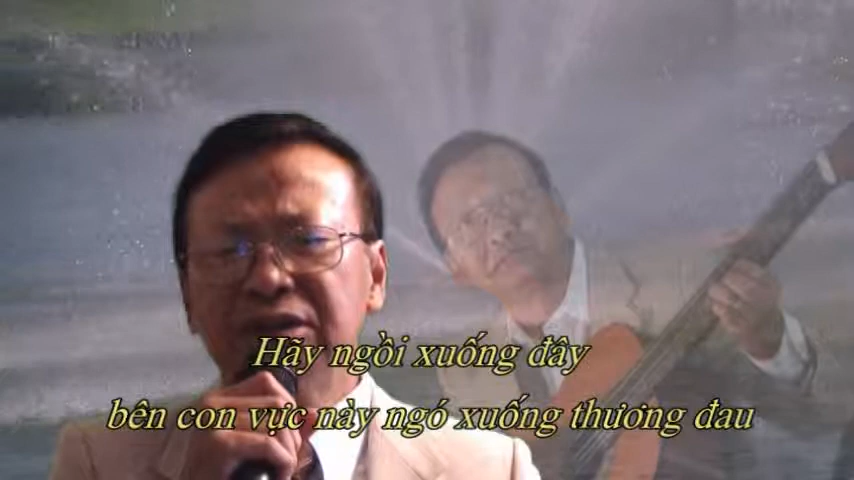 Hãy ngồi xuống đây
bên con vực này ngó xuống thương đau